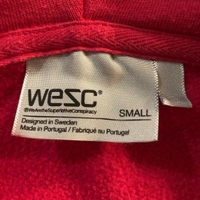 wesc®
@WeAretheSuperlativeConspiracy
SMALL
Designed in Sweden
Made in Portugal / Fabriqué au Portugal